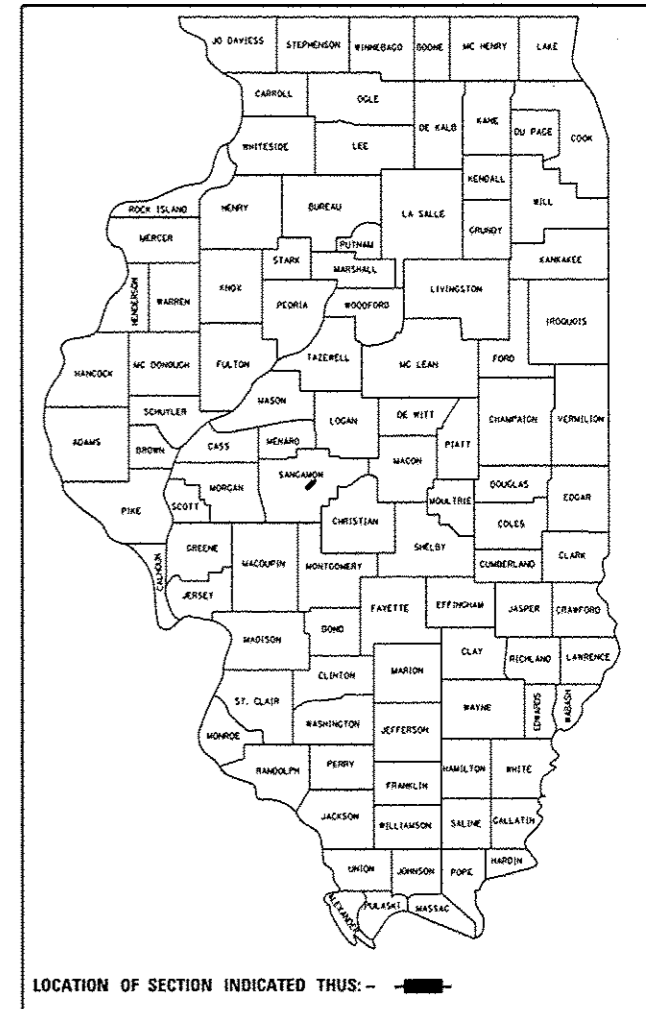 JO DAVIESS
STEPHENSON
WINNEBAGO
BOONE
MC HENRY
LAKE
CARROLL
OGLE
DE KALB
KANE
DU PAGE
COOK
WHITESIDE
LEE
KENDALL
WILL
ROCK ISLAND
HENRY
BUREAU
LA SALLE
GRUNDY
MERCER
PUTNAM
STARK
MARSHALL
KANKAKEE
HENDERSON
WARREN
KNOX
PEORIA
WOODFORD
LIVINGSTON
IROQUOIS
HANCOCK
MC DONOUGH
FULTON
TAZEWELL
MC LEAN
FORD
SCHUYLER
MASON
LOGAN
DE WITT
CHAMPAIGN
VERMILION
ADAMS
BROWN
CASS
MENARD
MACON
PIATT
PIKE
SCOTT
MORGAN
SANGAMON
CHRISTIAN
MOULTRIE
DOUGLAS
EDGAR
COLES
CALHOUN
GREENE
MACOUPIN
MONTGOMERY
SHELBY
CUMBERLAND
CLARK
JERSEY
FAYETTE
EFFINGHAM
JASPER
CRAWFORD
MADISON
BOND
CLAY
RICHLAND
LAWRENCE
CLINTON
MARION
ST. CLAIR
WASHINGTON
WAYNE
EDWARDS
WABASH
MONROE
JEFFERSON
RANDOLPH
PERRY
HAMILTON
WHITE
FRANKLIN
JACKSON
WILLIAMSON
SALINE
GALLATIN
UNION
JOHNSON
POPE
HARDIN
ALEXANDER
PULASKI
MASSAC
LOCATION OF SECTION INDICATED THUS: -